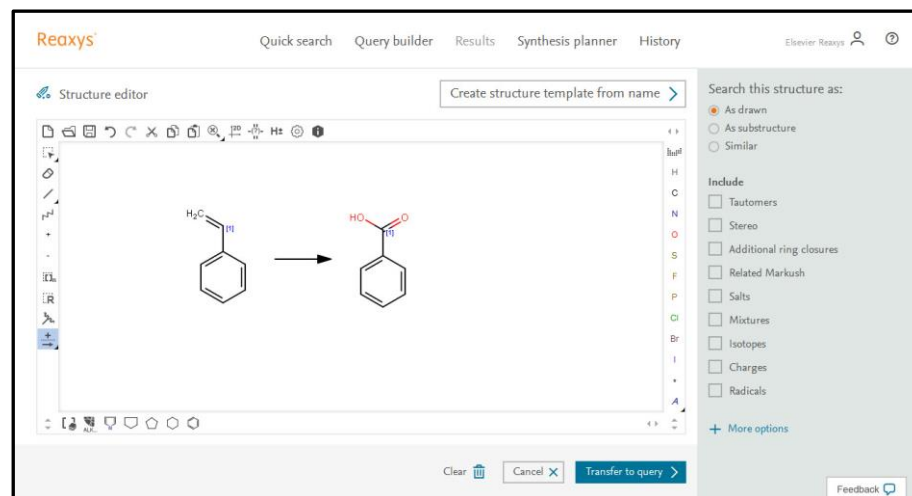 Reaxys
Quick search
Query builder
Results
Synthesis planner
History
Elsevier Reaxys
Structure editor
Create structure template from name
H±
H
C
N
O
S
F
P
Cl
Br
I
*
A
H₂C
[1]
HO
O
[1]
ALK
Clear
Cancel
Transfer to query
Search this structure as:
As drawn
As substructure
Similar
Include
Tautomers
Stereo
Additional ring closures
Related Markush
Salts
Mixtures
Isotopes
Charges
Radicals
+ More options
Feedback